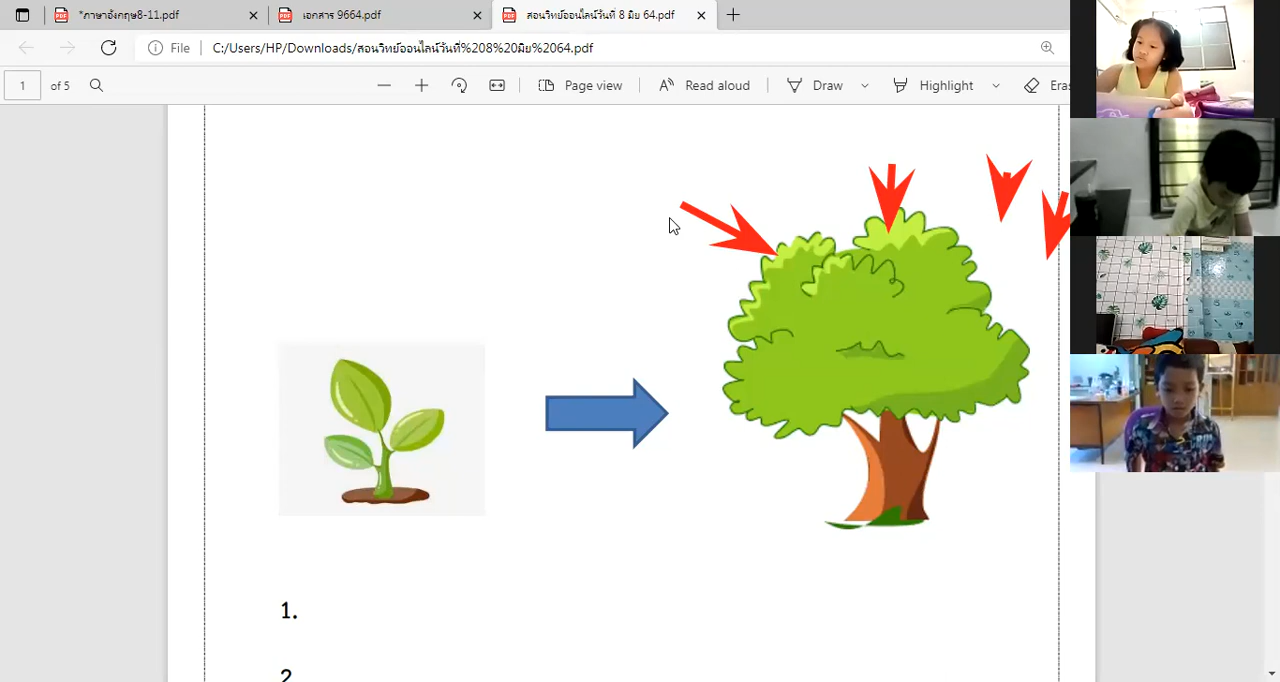 *ภาษาอังกฤษ8-11.pdf
เอกสาร 9664.pdf
สอนวิทย์ออนไลน์วันที่ 8 มิย 64.pdf
File
C:/Users/HP/Downloads/สอนวิทย์ออนไลน์วันที่%208%20มิย%2064.pdf
1 of 5
Page view
Read aloud
Draw
Highlight
Eras
1.
2